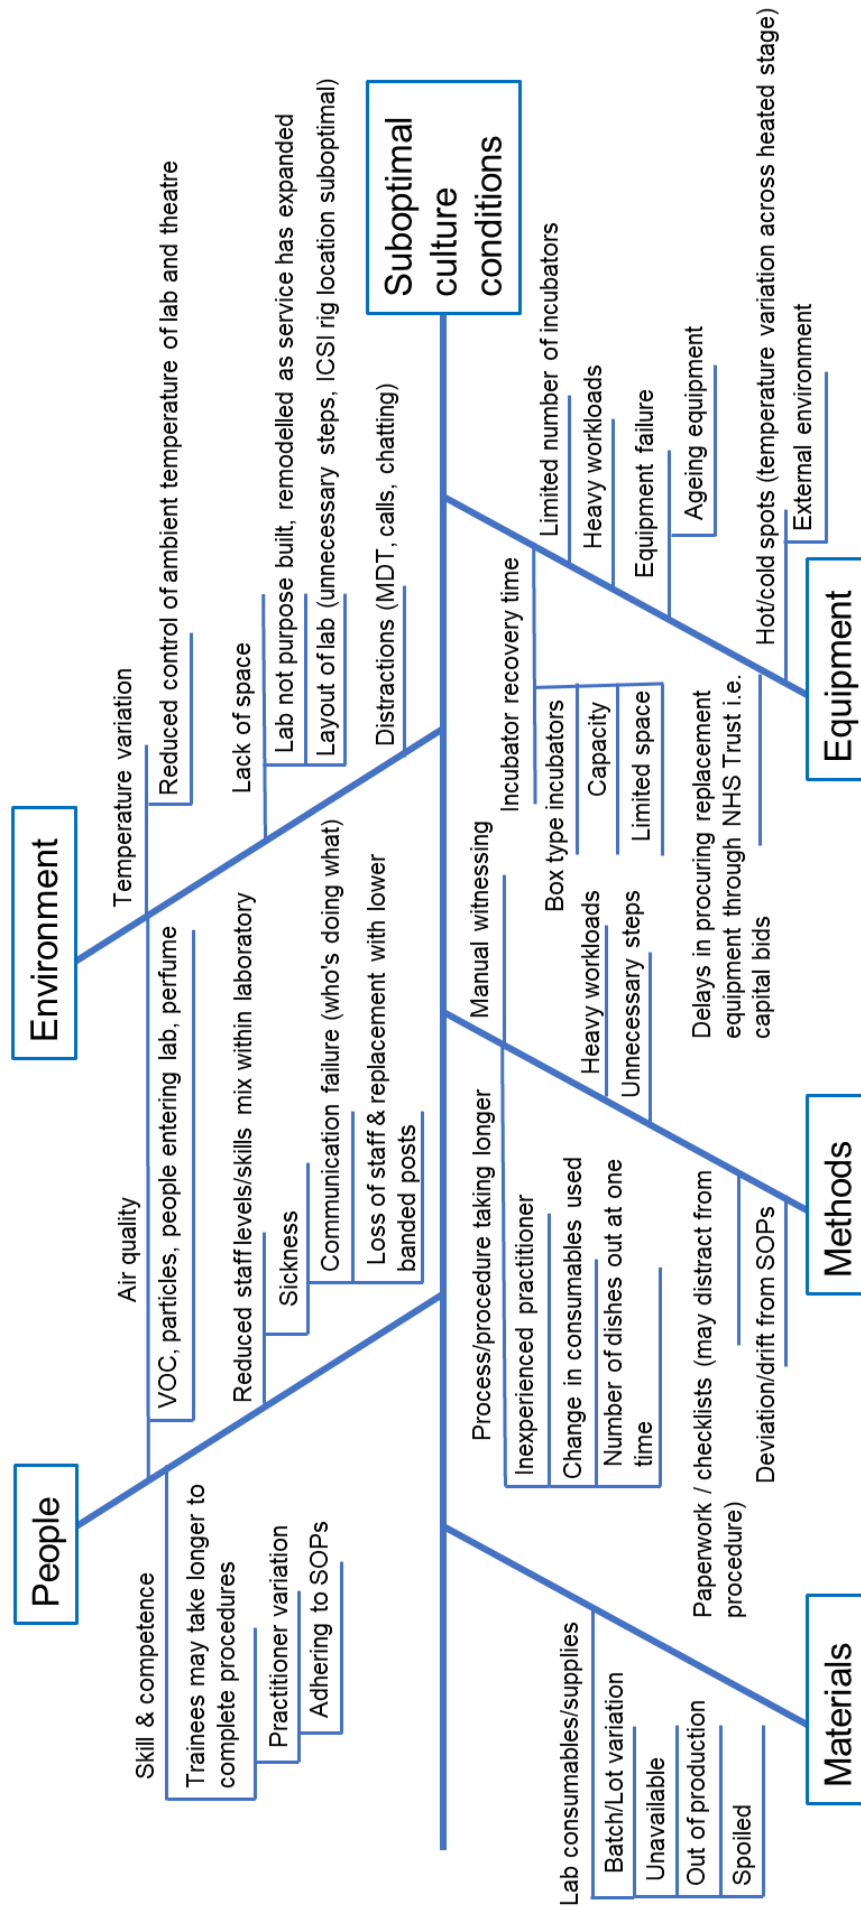 People
Skill & competence
Trainees may take longer to
complete procedures
Practitioner variation
Adhering to SOPs
Reduced staff levels/skills mix within laboratory
Sickness
Communication failure (who's doing what)
Loss of staff & replacement with lower
banded posts
Environment
Air quality
VOC, particles, people entering lab, perfume
Temperature variation
Reduced control of ambient temperature of lab and theatre
Lack of space
Lab not purpose built, remodelled as service has expanded
Layout of lab (unnecessary steps, ICSI rig location suboptimal)
Distractions (MDT, calls, chatting)
Suboptimal
culture
conditions
Lab consumables/supplies
Batch/Lot variation
Unavailable
Out of production
Spoiled
Materials
Process/procedure taking longer
Inexperienced practitioner
Change in consumables used
Number of dishes out at one
time
Paperwork / checklists (may distract from
procedure)
Deviation/drift from SOPs
Manual witnessing
Heavy workloads
Unnecessary steps
Methods
Incubator recovery time
Box type incubators
Capacity
Limited space
Delays in procuring replacement
equipment through NHS Trust i.e.
capital bids
Limited number of incubators
Heavy workloads
Equipment failure
Ageing equipment
Hot/cold spots (temperature variation across heated stage)
External environment
Equipment